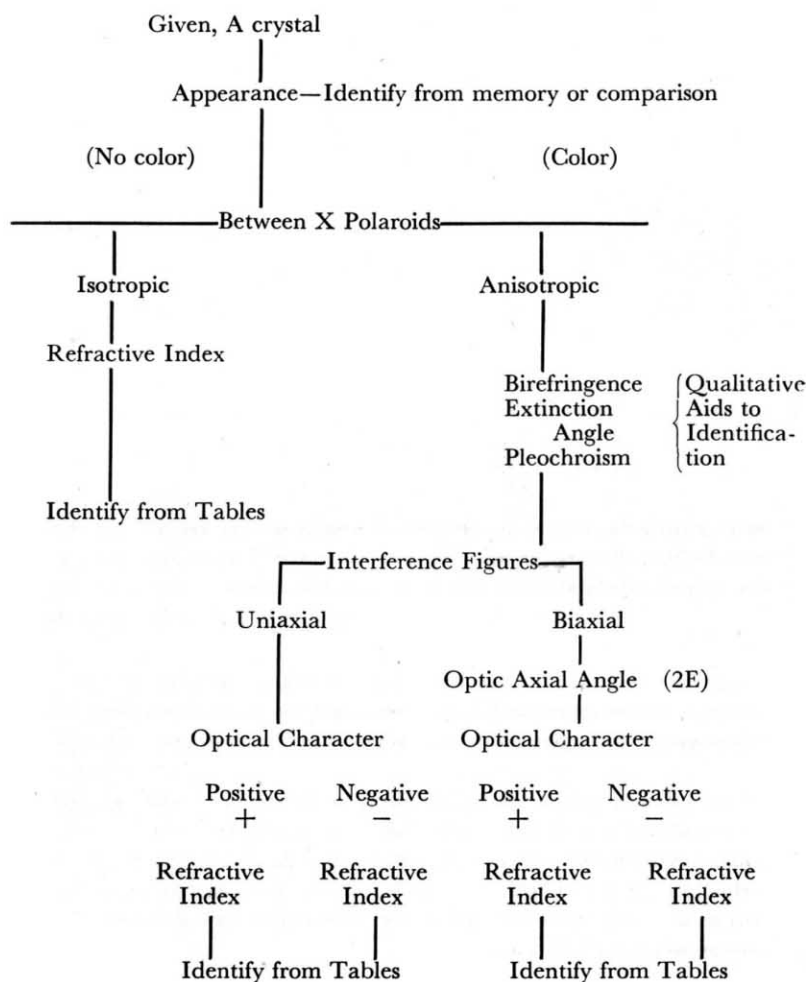 Given, A crystal
Appearance—Identify from memory or comparison
(No color) (Color)
Between X Polaroids
Isotropic Anisotropic
Refractive Index
Birefringence
Extinction
Angle
Pleochroism
Qualitative
Aids to
Identifica-
tion
Identify from Tables
Interference Figures
Uniaxial Biaxial
Optic Axial Angle (2E)
Optical Character Optical Character
Positive Negative Positive Negative
+ − + −
Refractive Refractive Refractive Refractive
Index Index Index Index
Identify from Tables Identify from Tables